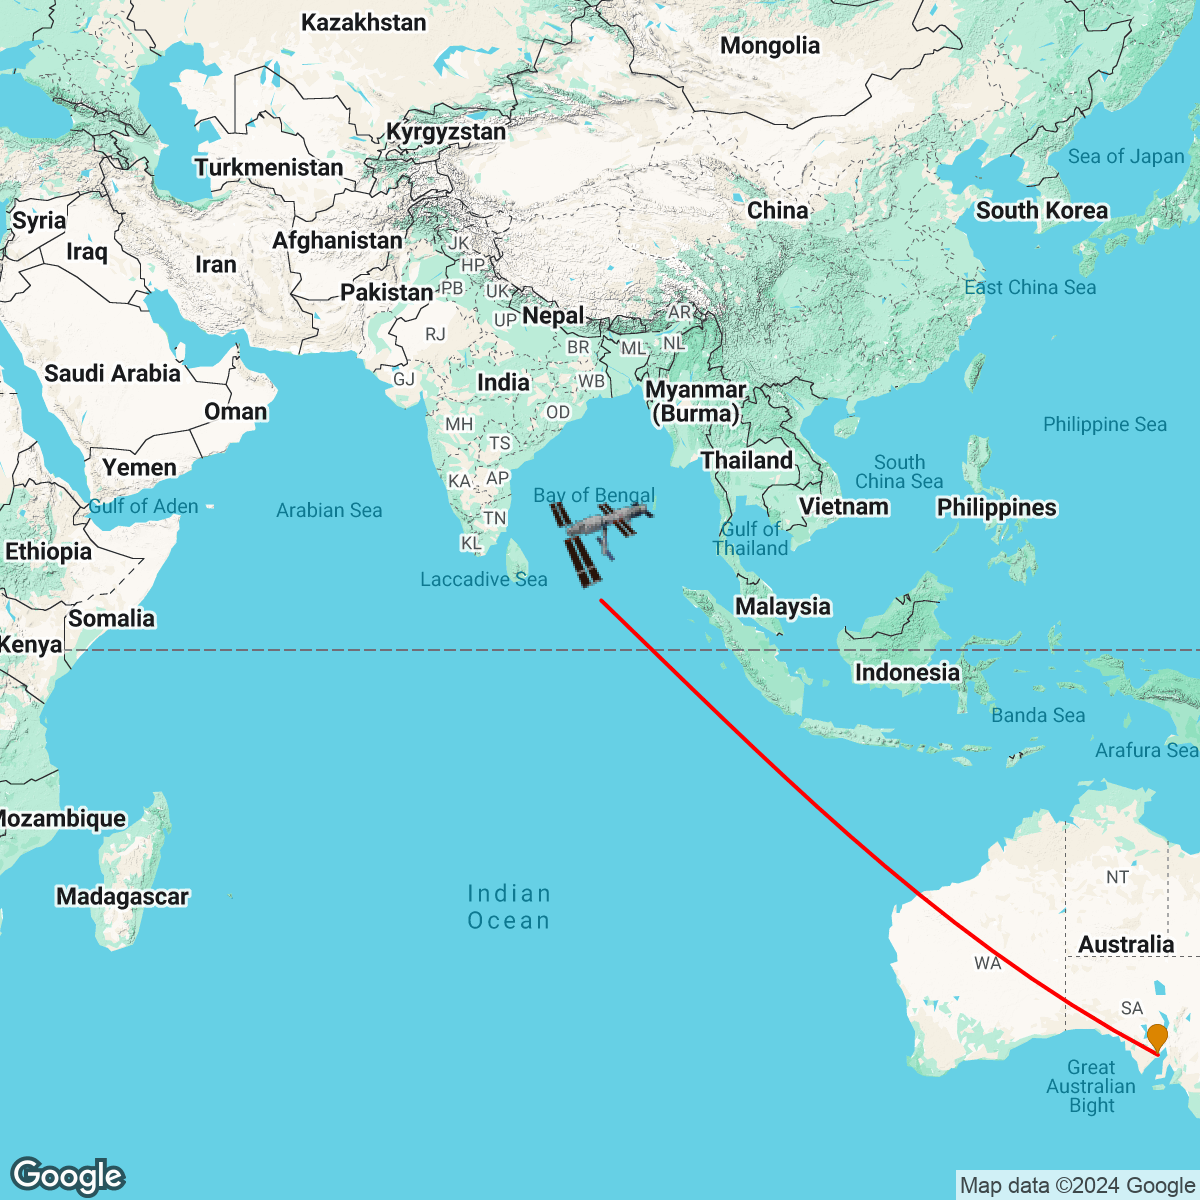 Kazakhstan
Mongolia
Kyrgyzstan
Turkmenistan
Sea of Japan
Syria
China
South Korea
Iraq
Afghanistan
JK
Iran
HP
Pakistan
PB
UK
East China Sea
Nepal
UP
AR
RJ
BR
ML
NL
Saudi Arabia
GJ
India
WB
Myanmar
(Burma)
Oman
OD
MH
Philippine Sea
TS
Yemen
Thailand
South
China Sea
KA
AP
Bay of Bengal
Gulf of Aden
Arabian Sea
TN
Vietnam
Philippines
KL
Gulf of
Thailand
Ethiopia
Laccadive Sea
Malaysia
Somalia
Kenya
Indonesia
Banda Sea
Arafura Sea
Mozambique
NT
Madagascar
Indian
Ocean
Australia
WA
SA
Great
Australian
Bight
Google
Map data ©2024 Google